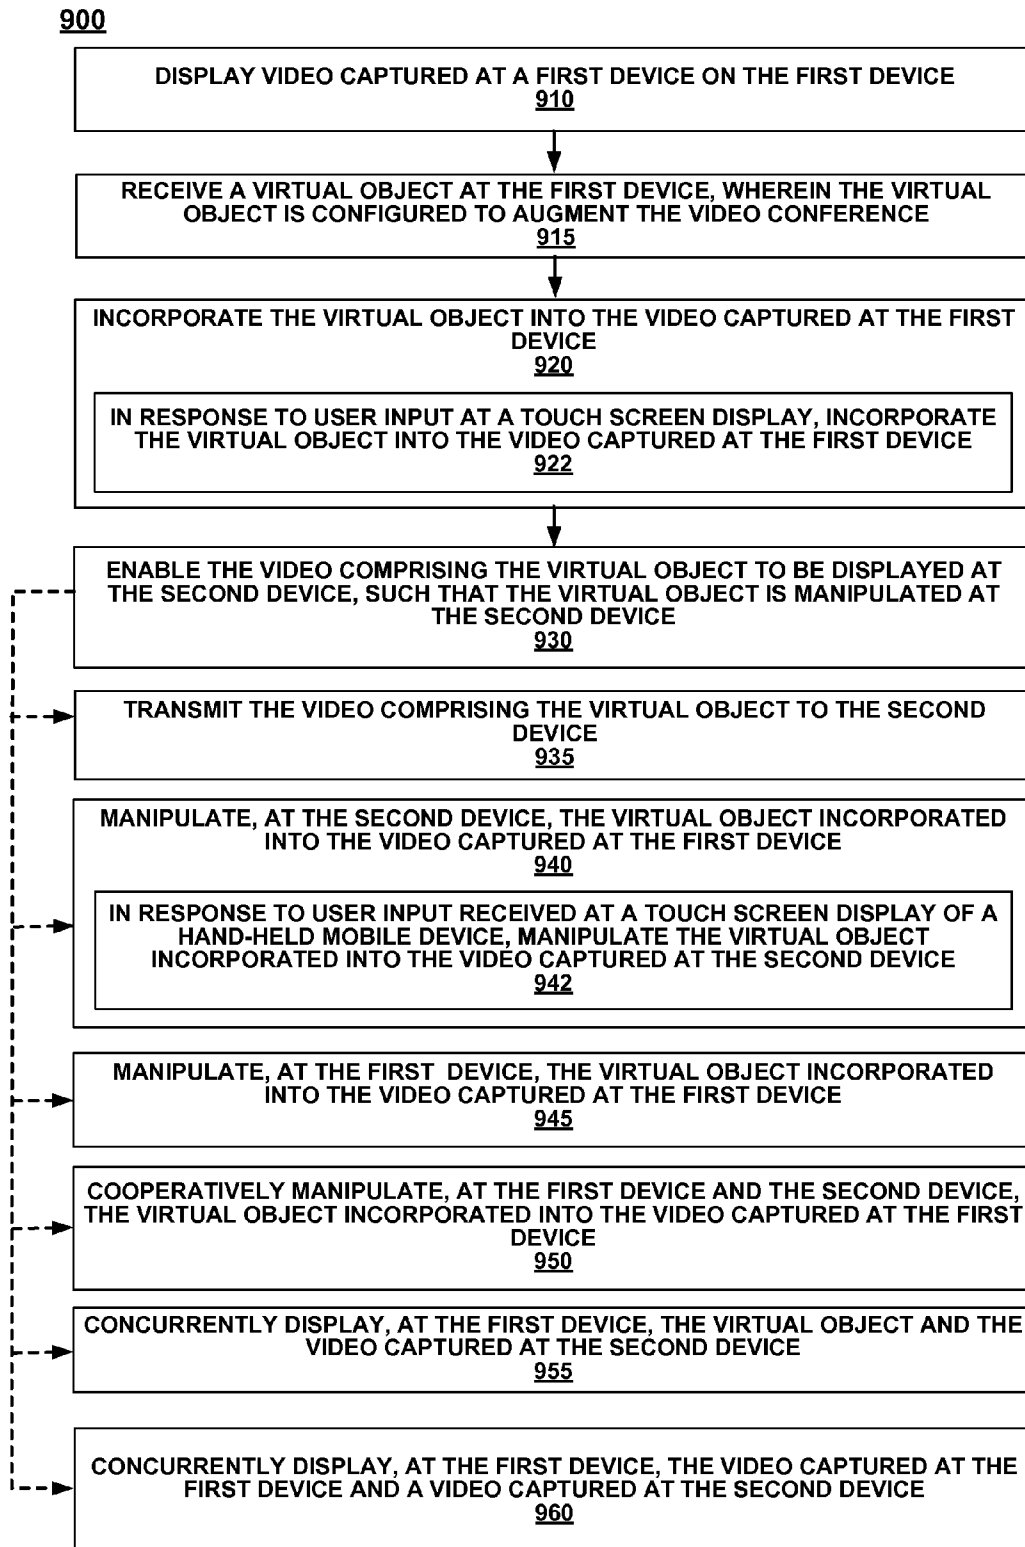 900
DISPLAY VIDEO CAPTURED AT A FIRST DEVICE ON THE FIRST DEVICE
910
RECEIVE A VIRTUAL OBJECT AT THE FIRST DEVICE, WHEREIN THE VIRTUAL
OBJECT IS CONFIGURED TO AUGMENT THE VIDEO CONFERENCE
915
INCORPORATE THE VIRTUAL OBJECT INTO THE VIDEO CAPTURED AT THE FIRST
DEVICE
920
IN RESPONSE TO USER INPUT AT A TOUCH SCREEN DISPLAY, INCORPORATE
THE VIRTUAL OBJECT INTO THE VIDEO CAPTURED AT THE FIRST DEVICE
922
ENABLE THE VIDEO COMPRISING THE VIRTUAL OBJECT TO BE DISPLAYED AT
THE SECOND DEVICE, SUCH THAT THE VIRTUAL OBJECT IS MANIPULATED AT
THE SECOND DEVICE
930
TRANSMIT THE VIDEO COMPRISING THE VIRTUAL OBJECT TO THE SECOND
DEVICE
935
MANIPULATE, AT THE SECOND DEVICE, THE VIRTUAL OBJECT INCORPORATED
INTO THE VIDEO CAPTURED AT THE FIRST DEVICE
940
IN RESPONSE TO USER INPUT RECEIVED AT A TOUCH SCREEN DISPLAY OF A
HAND-HELD MOBILE DEVICE, MANIPULATE THE VIRTUAL OBJECT
INCORPORATED INTO THE VIDEO CAPTURED AT THE SECOND DEVICE
942
MANIPULATE, AT THE FIRST DEVICE, THE VIRTUAL OBJECT INCORPORATED
INTO THE VIDEO CAPTURED AT THE FIRST DEVICE
945
COOPERATIVELY MANIPULATE, AT THE FIRST DEVICE AND THE SECOND DEVICE,
THE VIRTUAL OBJECT INCORPORATED INTO THE VIDEO CAPTURED AT THE FIRST
DEVICE
950
CONCURRENTLY DISPLAY, AT THE FIRST DEVICE, THE VIRTUAL OBJECT AND THE
VIDEO CAPTURED AT THE SECOND DEVICE
955
CONCURRENTLY DISPLAY, AT THE FIRST DEVICE, THE VIDEO CAPTURED AT THE
FIRST DEVICE AND A VIDEO CAPTURED AT THE SECOND DEVICE
960